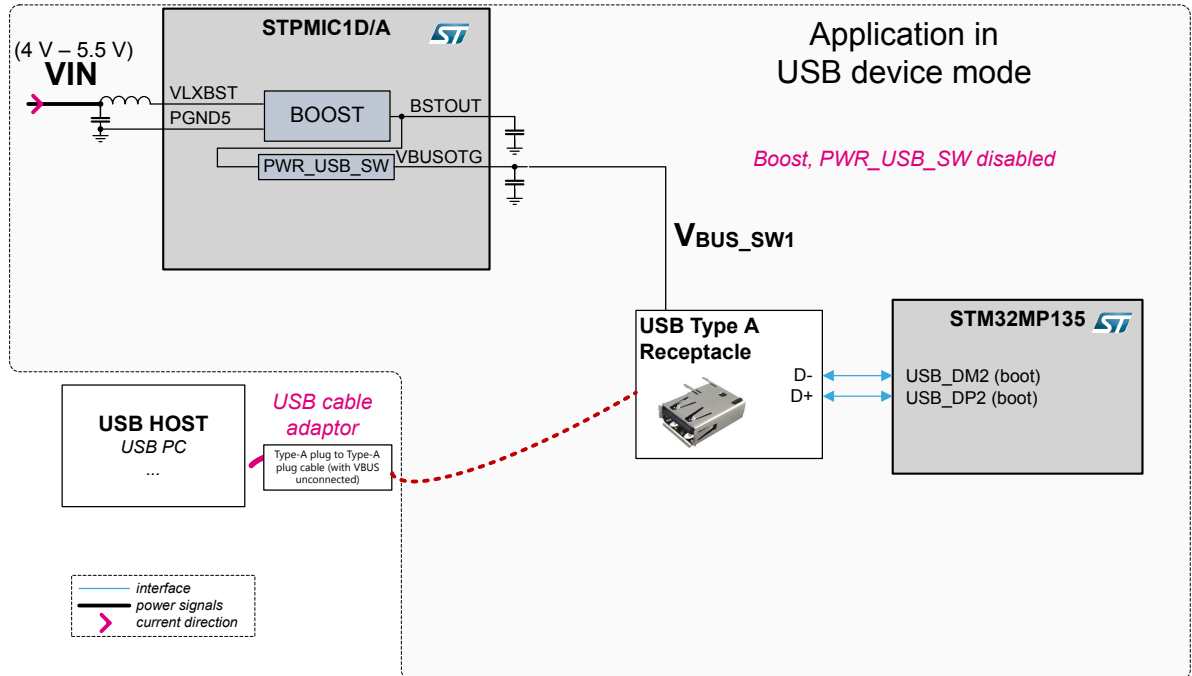 STPMIC1D/A
ST
Application in
USB device mode
(4 V – 5.5 V)
VIN
VLXBST
PGND5
BOOST
BSTOUT
PWR_USB_SW
VBUSOTG
Boost, PWR_USB_SW disabled
VBUS_SW1
USB Type A
Receptacle
D-
D+
STM32MP135
ST
USB_DM2 (boot)
USB_DP2 (boot)
USB HOST
USB PC
...
USB cable
adaptor
Type-A plug to Type-A
plug cable (with VBUS
unconnected)
interface
power signals
current direction